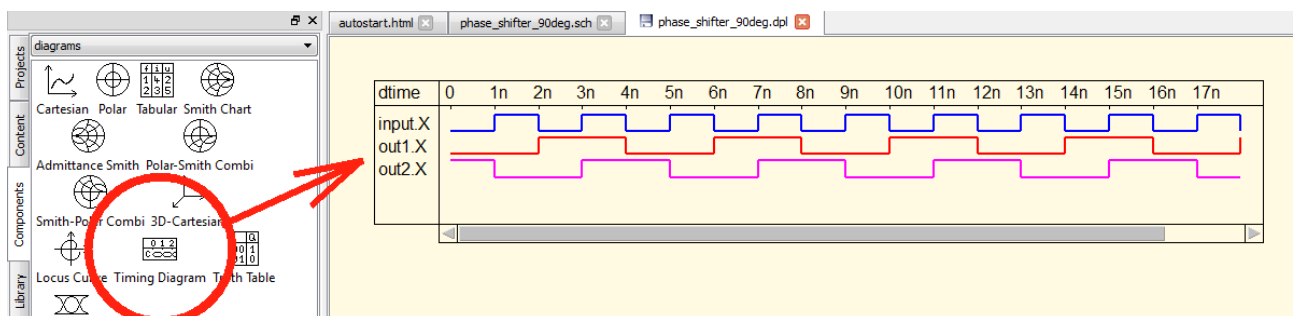 autostart.html phase_shifter_90deg.sch phase_shifter_90deg.dpl
Projects
Content
Components
Library
diagrams
Cartesian Polar Tabular Smith Chart
Admittance Smith Polar-Smith Combi
Smith-Polar Combi 3D-Cartesian
Locus Curve Timing Diagram Truth Table
dtime 0 1n 2n 3n 4n 5n 6n 7n 8n 9n 10n 11n 12n 13n 14n 15n 16n 17n
input.X
out1.X
out2.X